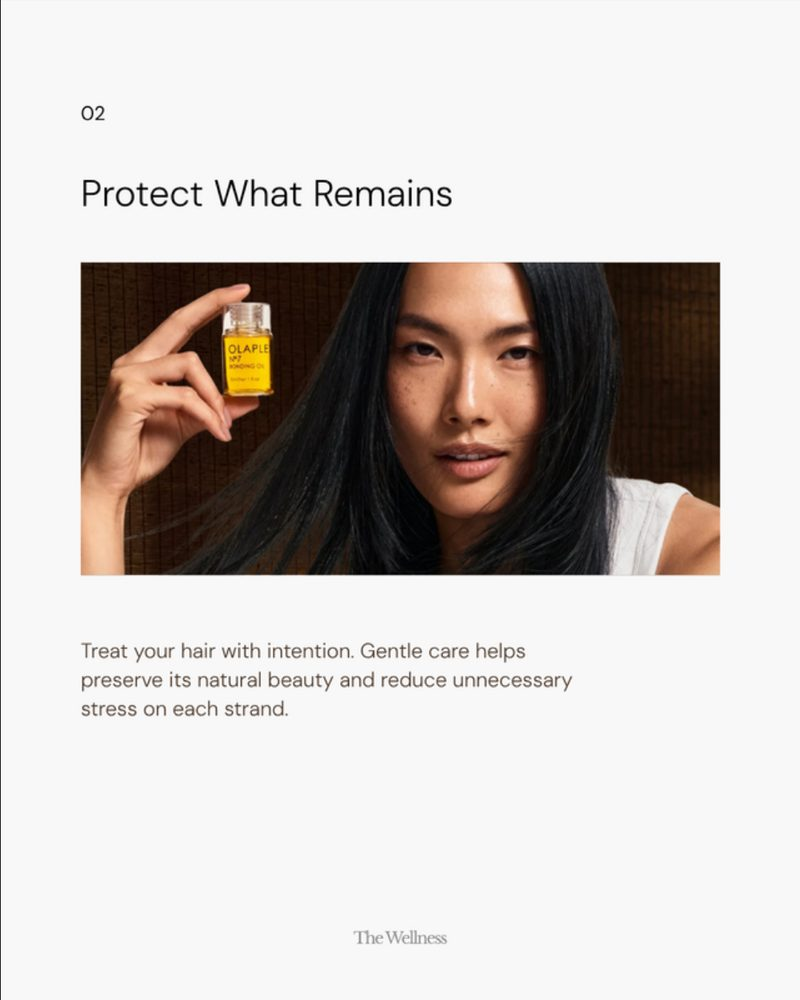 02
Protect What Remains
OLAPLE
Nº7
BONDING OIL
Treat your hair with intention. Gentle care helps
preserve its natural beauty and reduce unnecessary
stress on each strand.
The Wellness